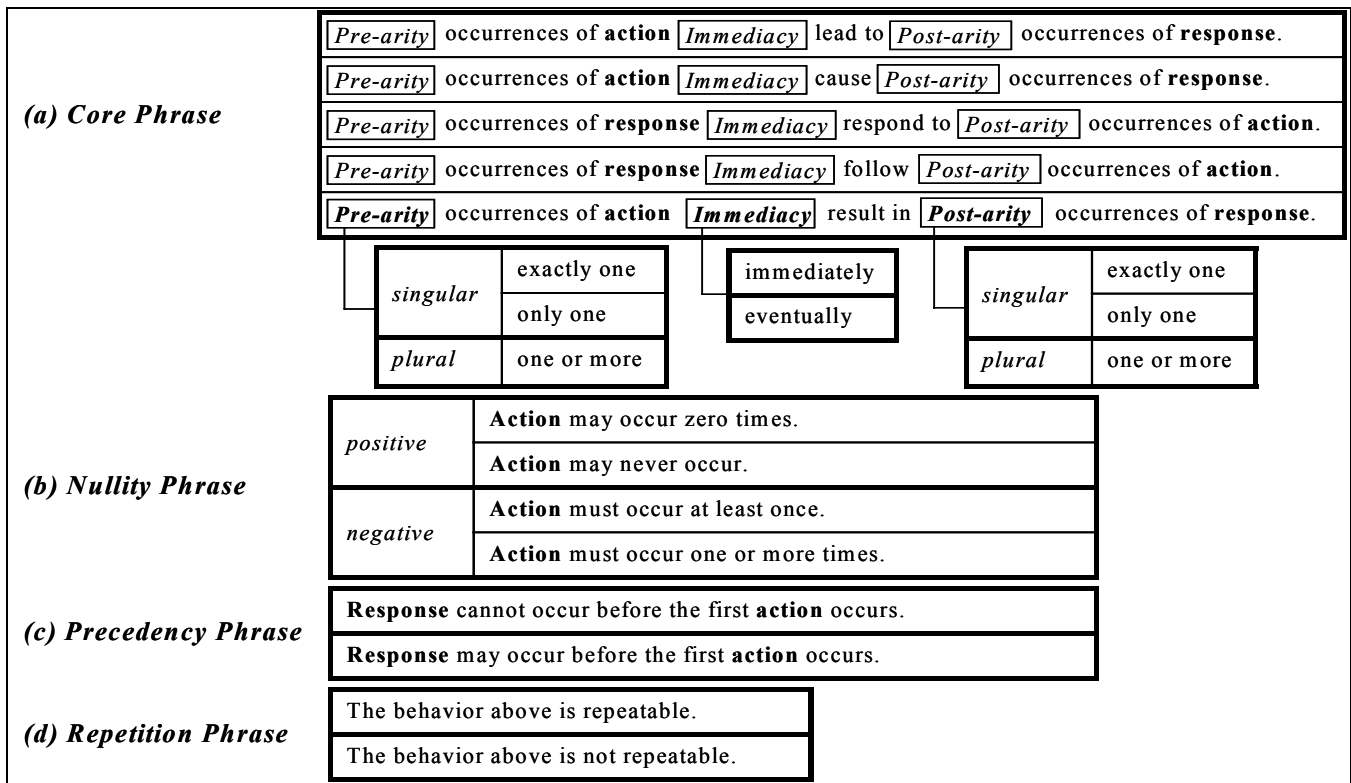 Pre-arity occurrences of action Immediacy lead to Post-arity occurrences of response.
Pre-arity occurrences of action Immediacy cause Post-arity occurrences of response.
(a) Core Phrase
Pre-arity occurrences of response Immediacy respond to Post-arity occurrences of action.
Pre-arity occurrences of response Immediacy follow Post-arity occurrences of action.
Pre-arity occurrences of action Immediacy result in Post-arity occurrences of response.
singular
exactly one
only one
plural
one or more
immediately
eventually
singular
exactly one
only one
plural
one or more
(b) Nullity Phrase
positive
Action may occur zero times.
Action may never occur.
negative
Action must occur at least once.
Action must occur one or more times.
(c) Precedency Phrase
Response cannot occur before the first action occurs.
Response may occur before the first action occurs.
(d) Repetition Phrase
The behavior above is repeatable.
The behavior above is not repeatable.